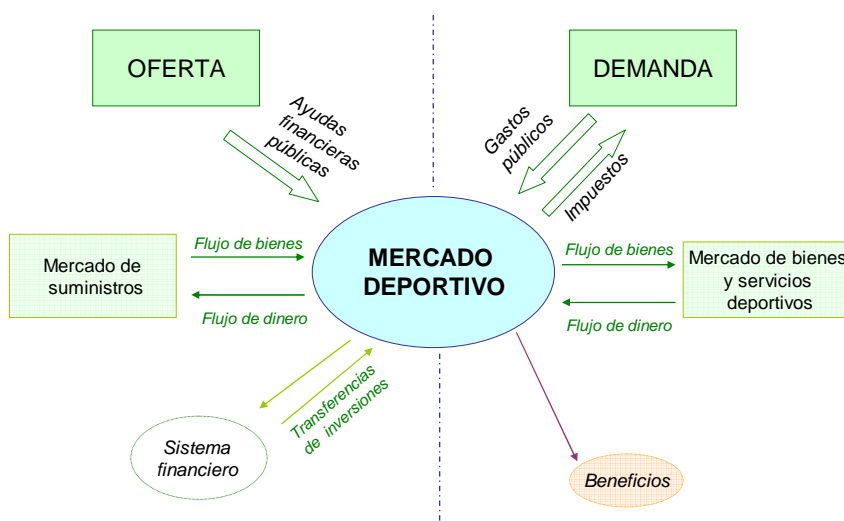 OFERTA
DEMANDA
Ayudas
financieras
públicas
Gastos
públicos
Impuestos
Mercado de
suministros
Flujo de bienes
Flujo de dinero
MERCADO
DEPORTIVO
Flujo de bienes
Flujo de dinero
Mercado de bienes
y servicios
deportivos
Transferencias
de inversiones
Sistema
financiero
Beneficios